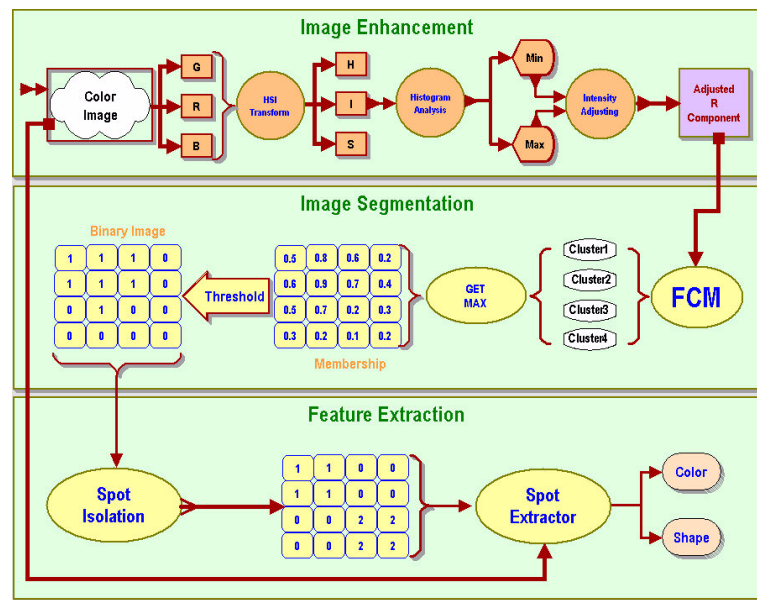 Image Enhancement
G
R
B
Color
Image
HSI
Transform
H
I
S
Histogram
Analysis
Min
Max
Intensity
Adjusting
Adjusted
R
Component
Image Segmentation
Binary Image
1 1 1 0
1 1 1 0
0 1 0 0
0 0 0 0
Threshold
0.5 0.8 0.6 0.2
0.6 0.9 0.7 0.4
0.5 0.7 0.2 0.3
0.3 0.2 0.1 0.2
Membership
GET
MAX
Cluster1
Cluster2
Cluster3
Cluster4
FCM
Feature Extraction
Spot
Isolation
1 1 0 0
1 1 0 0
0 0 2 2
0 0 2 2
Spot
Extractor
Color
Shape